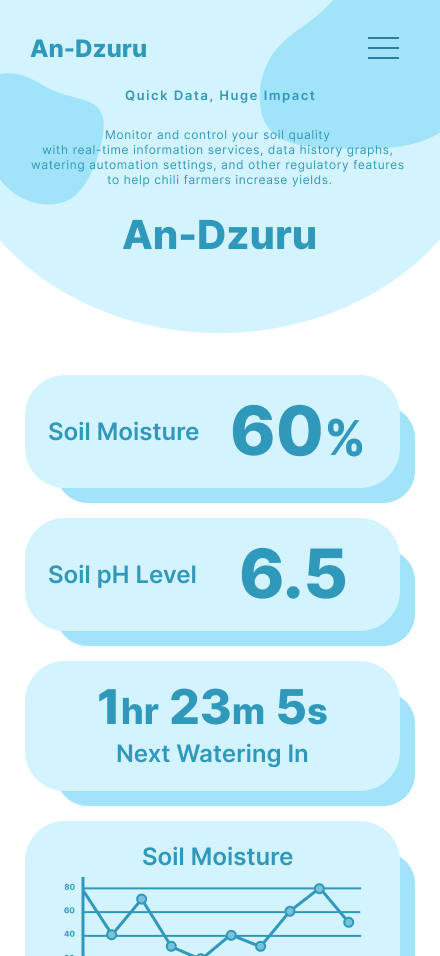 An-Dzuru
Quick Data, Huge Impact
Monitor and control your soil quality
with real-time information services, data history graphs,
watering automation settings, and other regulatory features
to help chili farmers increase yields.
An-Dzuru
Soil Moisture 60%
Soil pH Level 6.5
1hr 23m 5s
Next Watering In
Soil Moisture
80
60
40